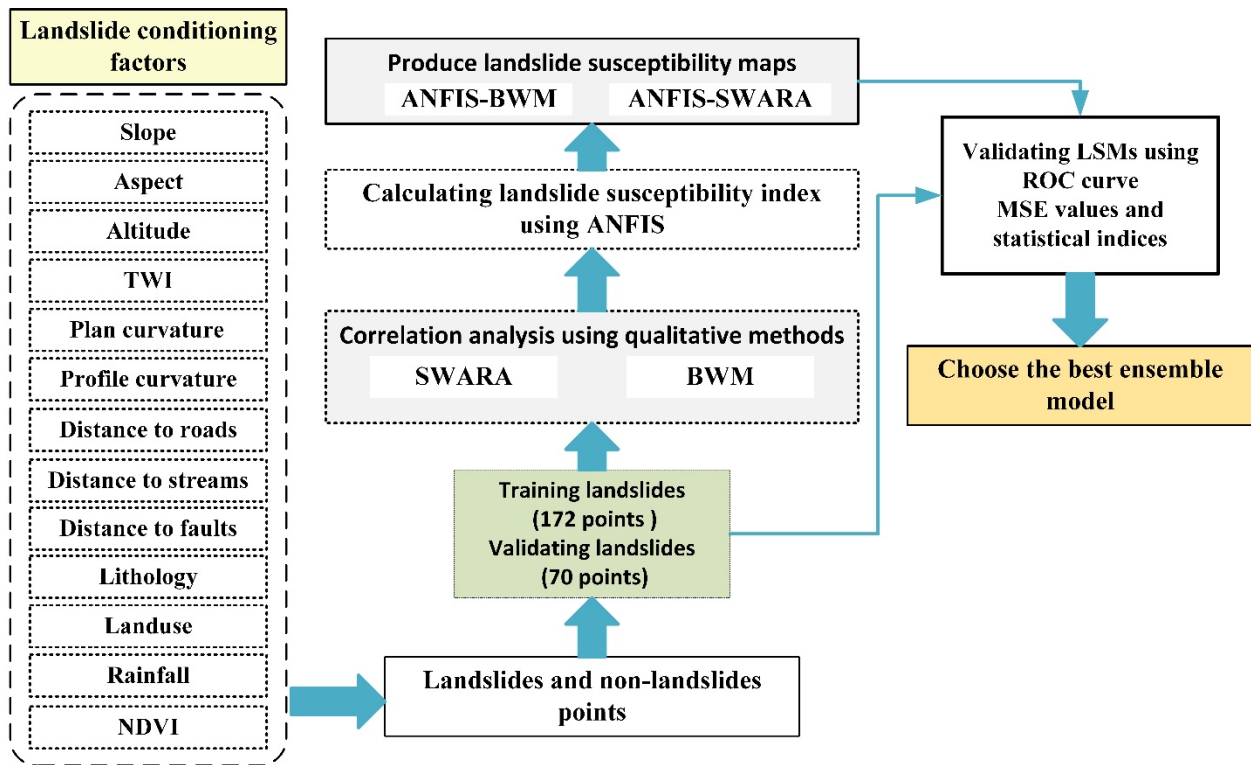 Landslide conditioning
factors
Slope
Aspect
Altitude
TWI
Plan curvature
Profile curvature
Distance to roads
Distance to streams
Distance to faults
Lithology
Landuse
Rainfall
NDVI
Produce landslide susceptibility maps
ANFIS-BWM
ANFIS-SWARA
Calculating landslide susceptibility index
using ANFIS
Correlation analysis using qualitative methods
SWARA
BWM
Training landslides
(172 points )
Validating landslides
(70 points)
Landslides and non-landslides
points
Validating LSMs using
ROC curve
MSE values and
statistical indices
Choose the best ensemble
model